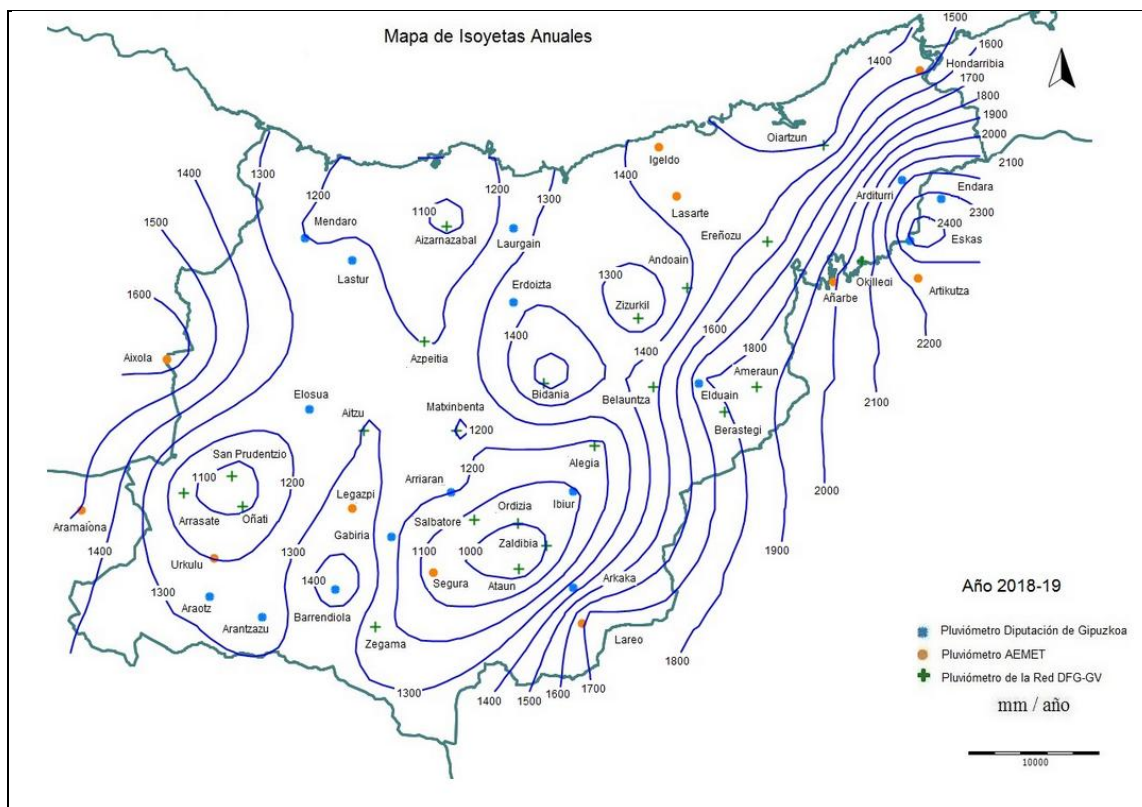 Mapa de Isoyetas Anuales
1500
1600
1400
Hondarribia
1700
1800
1900
2000
Oiartzun
2100
Igeldo
1300
1400
1200
1300
1400
1200
Arditurri
Endara
2300
1500
Mendaro
1100
Lasarte
2400
Aizarnazabal
Laurgain
Ereñozu
Eskas
Lastur
Andoain
1300
Okillegi
Erdoizta
Añarbe
Artikutza
1600
Zizurkil
1600
1400
2200
Azpeitia
Aixola
1400
1800
Ameraun
2100
Elosua
Bidania
Belauntza
Elduain
Matxinbenta
Aitzu
Berastegi
1200
San Prudentzio
Alegia
1100
1200
1200
Arriaran
2000
Legazpi
Ordizia
Ibiur
Arrasate
Oñati
Salbatore
Aramaiona
Gabiria
1100
1000
Zaldibia
1900
1400
1300
Urkulu
Segura
Ataun
Arkaka
1400
Año 2018-19
1300
Araotz
Barrendiola
Arantzazu
Pluviómetro Diputación de Gipuzkoa
Lareo
Zegama
Pluviómetro AEMET
1800
Pluviómetro de la Red DFG-GV
1300
1700
1600
1500
1400
mm / año
10000